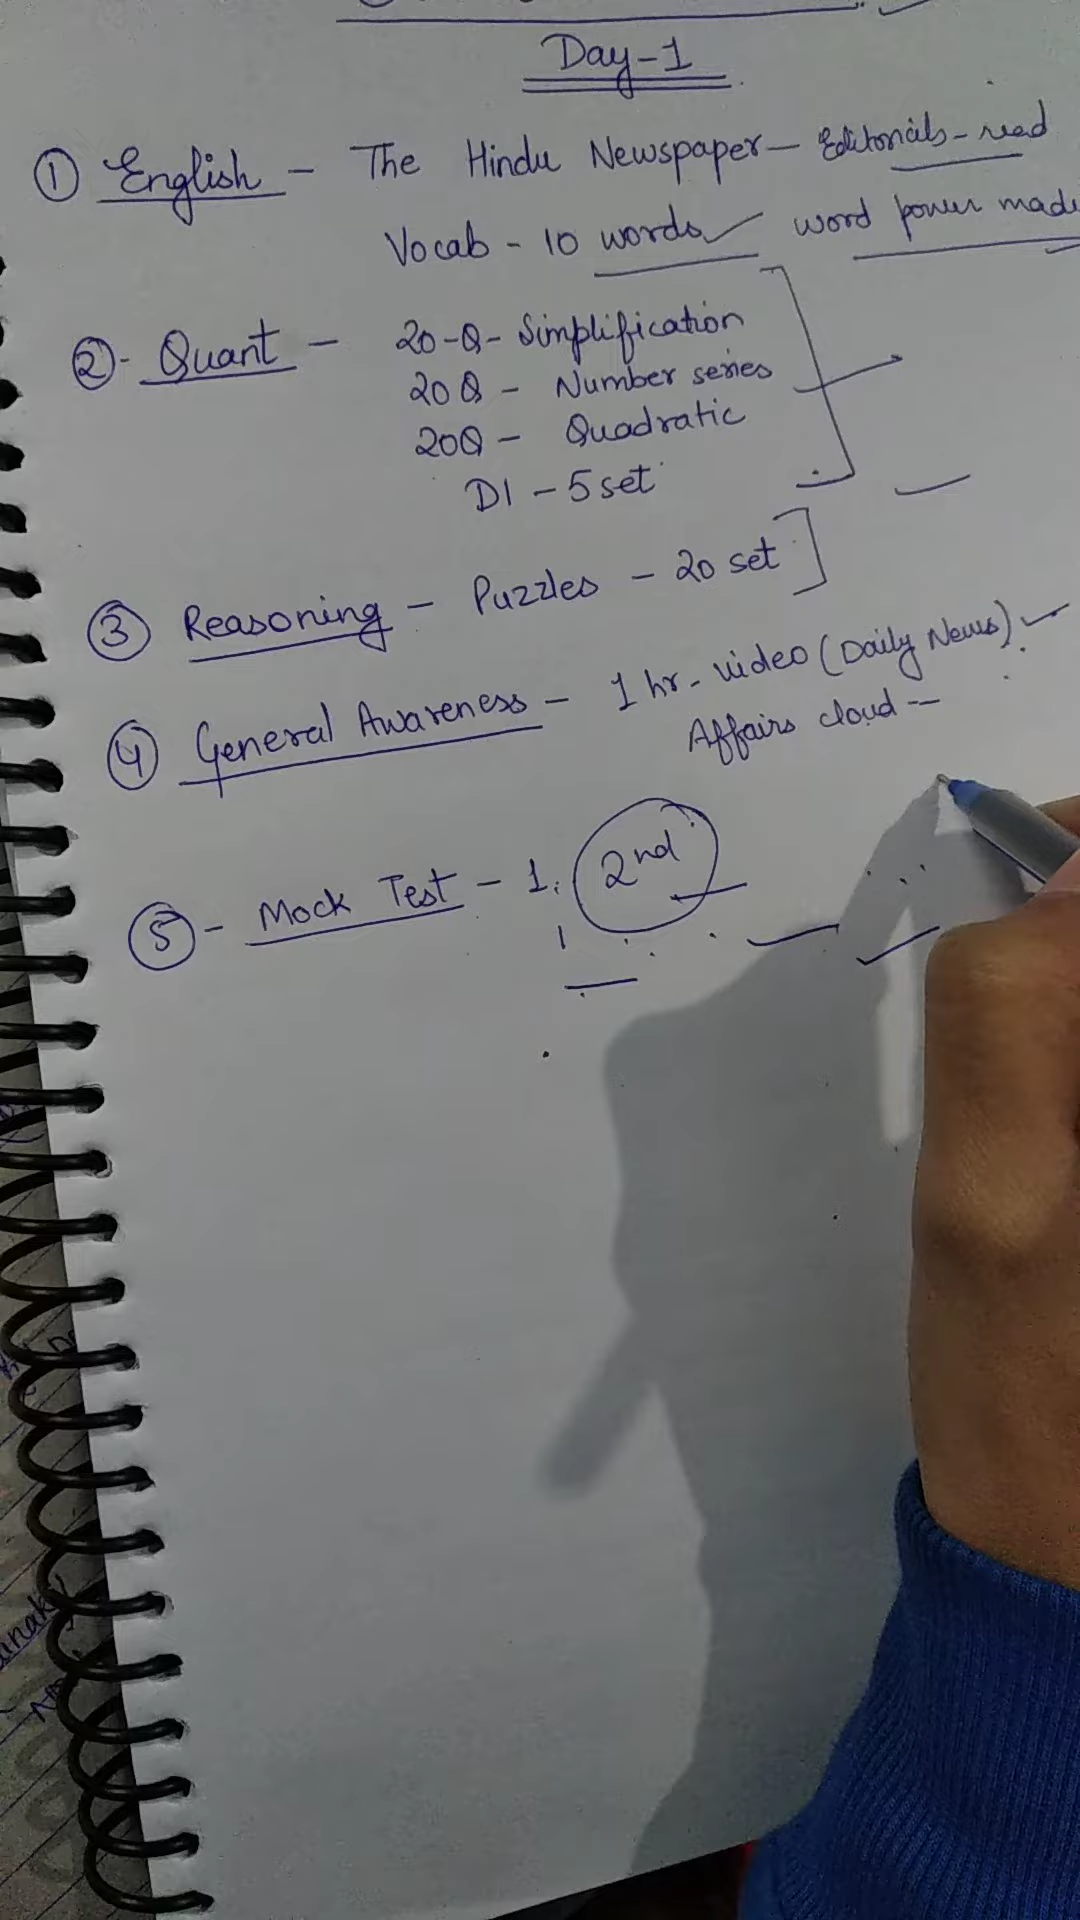 Day-1
① English - The Hindu Newspaper - Editorials - read
Vocab - 10 words word power made
②- Quant - 20-Q- Simplification
20Q - Number series
20Q - Quadratic
DI - 5 set
③ Reasoning - Puzzles - 20 set
④ General Awareness - 1 hr. video (Daily News)
Affairs cloud -
⑤- Mock Test - 1. 2nd